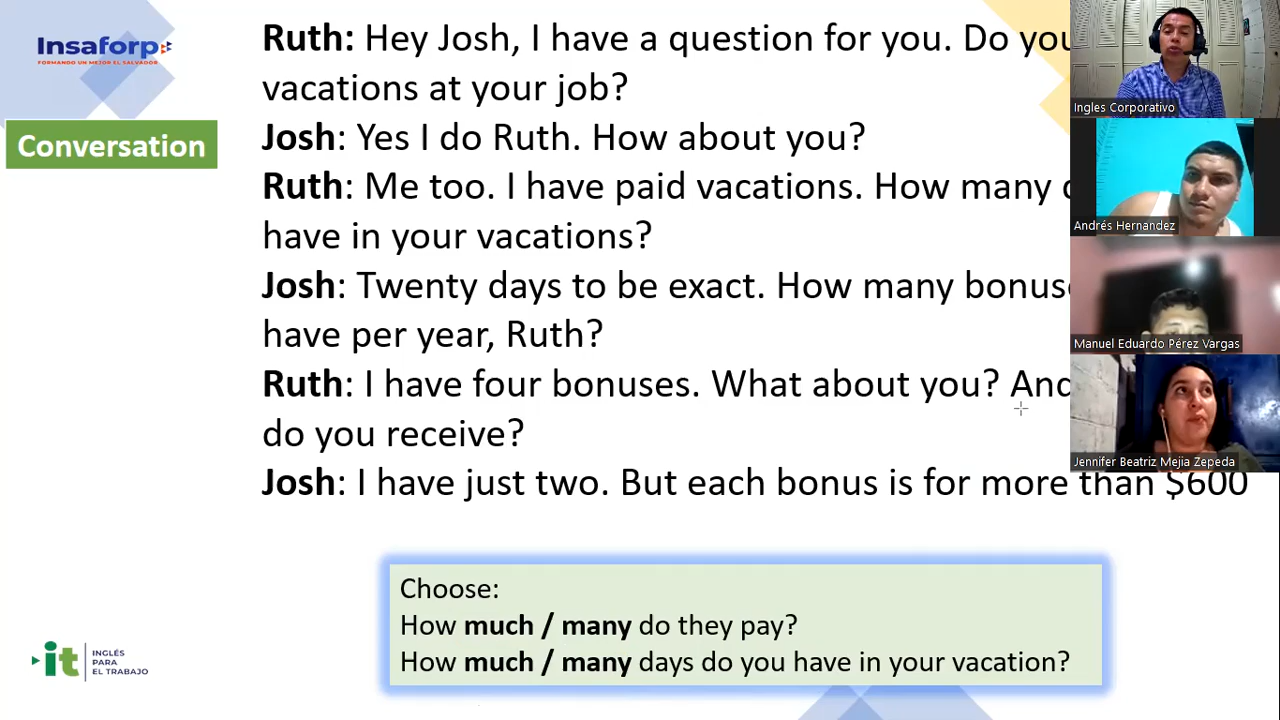 Insaforp
FORMANDO UN MEJOR EL SALVADOR
Conversation
Ruth: Hey Josh, I have a question for you. Do you
vacations at your job?
Josh: Yes I do Ruth. How about you?
Ruth: Me too. I have paid vacations. How many
have in your vacations?
Josh: Twenty days to be exact. How many
have per year, Ruth?
Ruth: I have four bonuses. What about you? And
do you receive?
Josh: I have just two. But each bonus is for more than $600
Choose:
How much / many do they pay?
How much / many days do you have in your vacation?
it
INGLÉS
PARA
EL TRABAJO
Ingles Corporativo
Andrés Hernandez
Manuel Eduardo Pérez Vargas
Jennifer Beatriz Mejia Zepeda